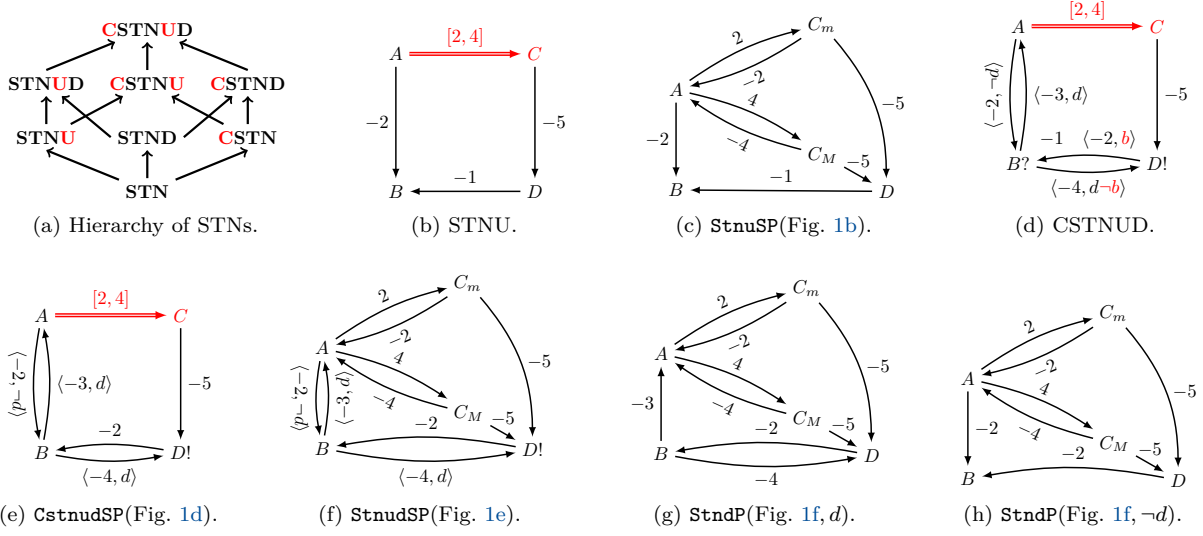 CSTNUD
STNUD CSTNU CSTND
STNU STND CSTN
STN
(a) Hierarchy of STNs.
A [2, 4] C
−2 −5
B −1 D
(b) STNU.
C_m
2
−2
A
4
−4
−2
−5
C_M −5
B −1 D
(c) StnuSP(Fig. 1b).
A [2, 4] C
⟨−2, ¬d⟩ ⟨−3, d⟩ −5
−1 ⟨−2, b⟩
B? D!
⟨−4, d¬b⟩
(d) CSTNUD.
A [2, 4] C
⟨−2, ¬d⟩ ⟨−3, d⟩ −5
−2
B D!
⟨−4, d⟩
(e) CstnudSP(Fig. 1d).
C_m
2
−2
A
4
−4
⟨−2, ¬d⟩ ⟨−3, d⟩
−5
C_M −5
−2
B D!
⟨−4, d⟩
(f) StnudSP(Fig. 1e).
C_m
2
−2
A
4
−4
−3
−5
C_M −5
−2
B D
−4
(g) StndP(Fig. 1f, d).
C_m
2
−2
A
4
−4
−2
−5
C_M −5
−2
B D
(h) StndP(Fig. 1f, ¬d).